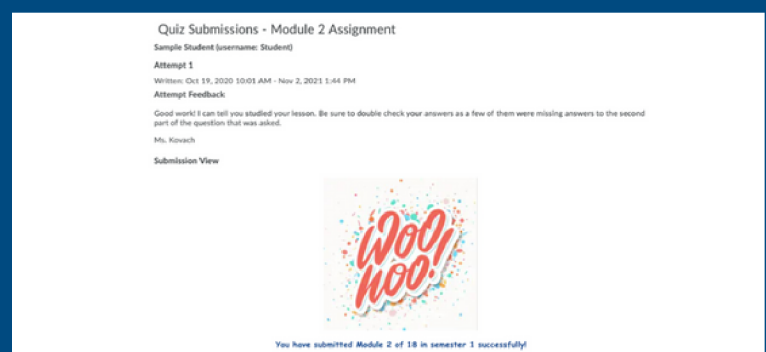 Quiz Submissions - Module 2 Assignment
Sample Student (username: Student)
Attempt 1
Written: Oct 19, 2020 10:01 AM - Nov 2, 2021 1:44 PM
Attempt Feedback
Good work! I can tell you studied your lesson. Be sure to double check your answers as a few of them were missing answers to the second
part of the question that was asked.
Ms. Kovach
Submission View
WOO
HOO!
You have submitted Module 2 of 18 in semester 1 successfully!